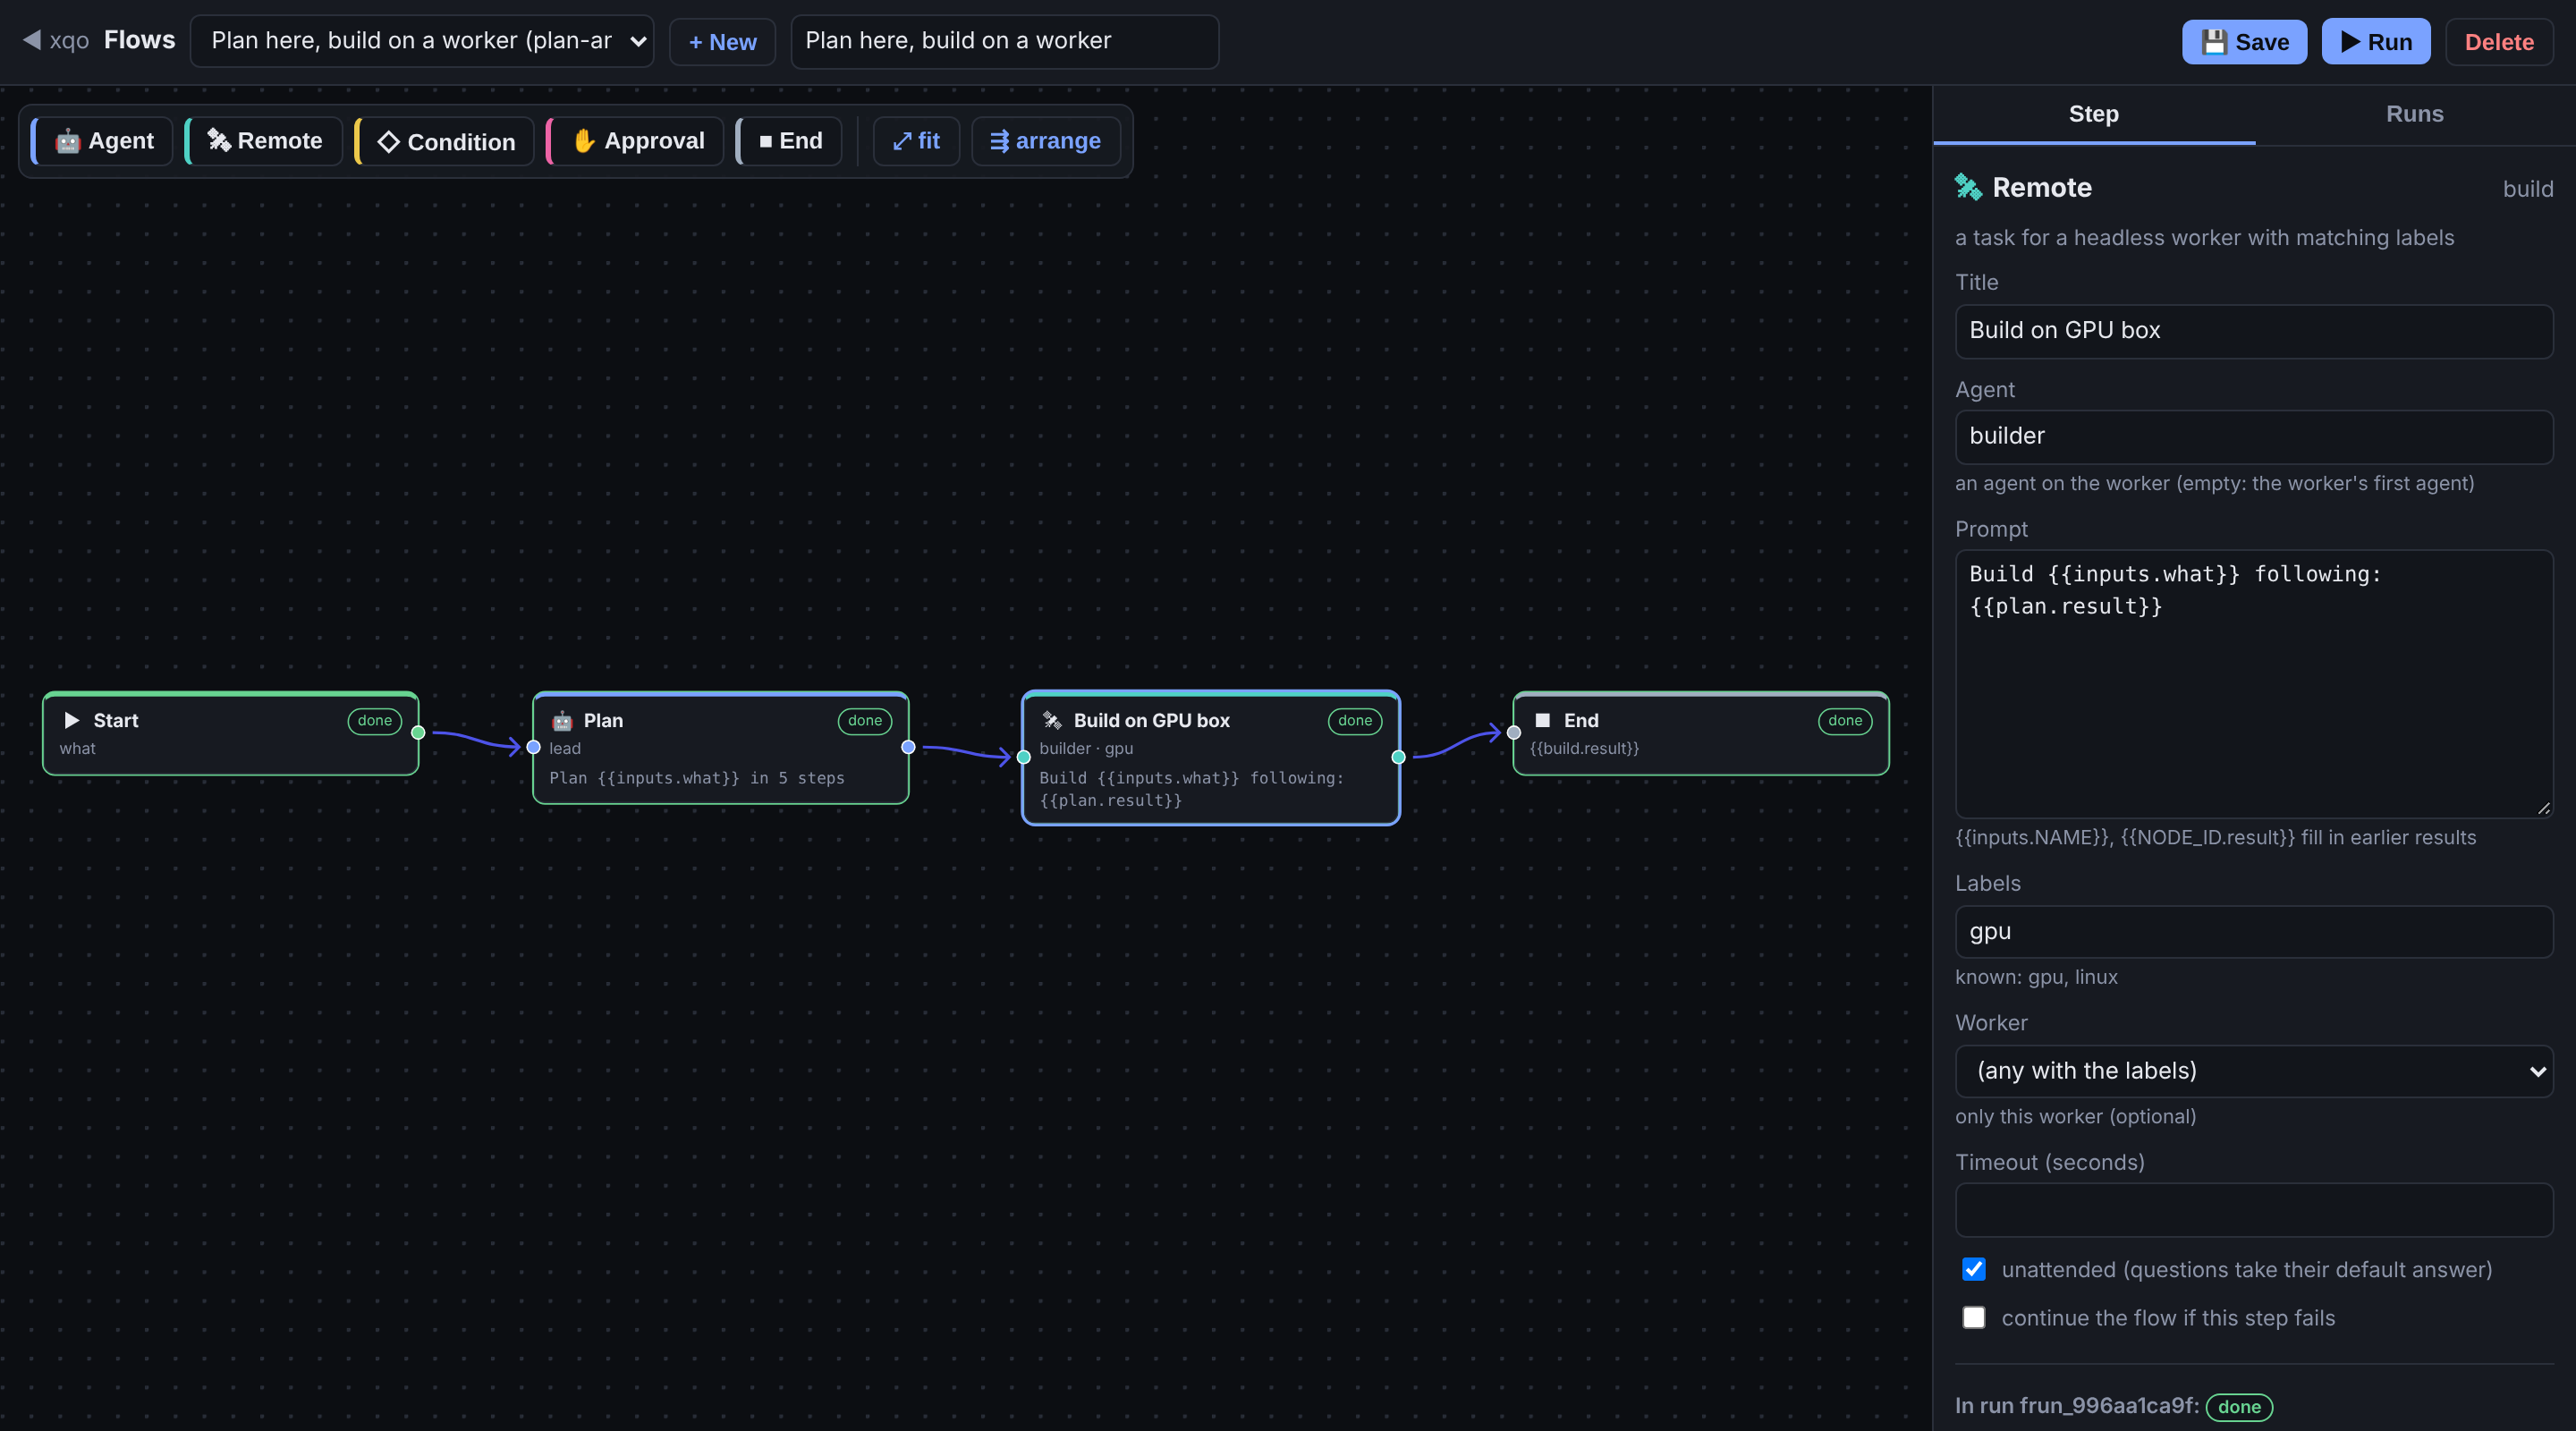 ◀ xqo Flows Plan here, build on a worker (plan-ar + New Plan here, build on a worker 💾 Save ▶ Run Delete
🤖 Agent 🛰 Remote ◇ Condition ✋ Approval ■ End ⤢ fit ⇶ arrange
Step Runs
🛰 Remote build
a task for a headless worker with matching labels
Title
Build on GPU box
Agent
builder
an agent on the worker (empty: the worker's first agent)
Prompt
Build {{inputs.what}} following:
{{plan.result}}
{{inputs.NAME}}, {{NODE_ID.result}} fill in earlier results
Labels
gpu
known: gpu, linux
Worker
(any with the labels)
only this worker (optional)
Timeout (seconds)
unattended (questions take their default answer)
continue the flow if this step fails
In run frun_996aa1ca9f: done
▶ Start done
what
🤖 Plan done
lead
Plan {{inputs.what}} in 5 steps
🛰 Build on GPU box done
builder · gpu
Build {{inputs.what}} following:
{{plan.result}}
■ End done
{{build.result}}